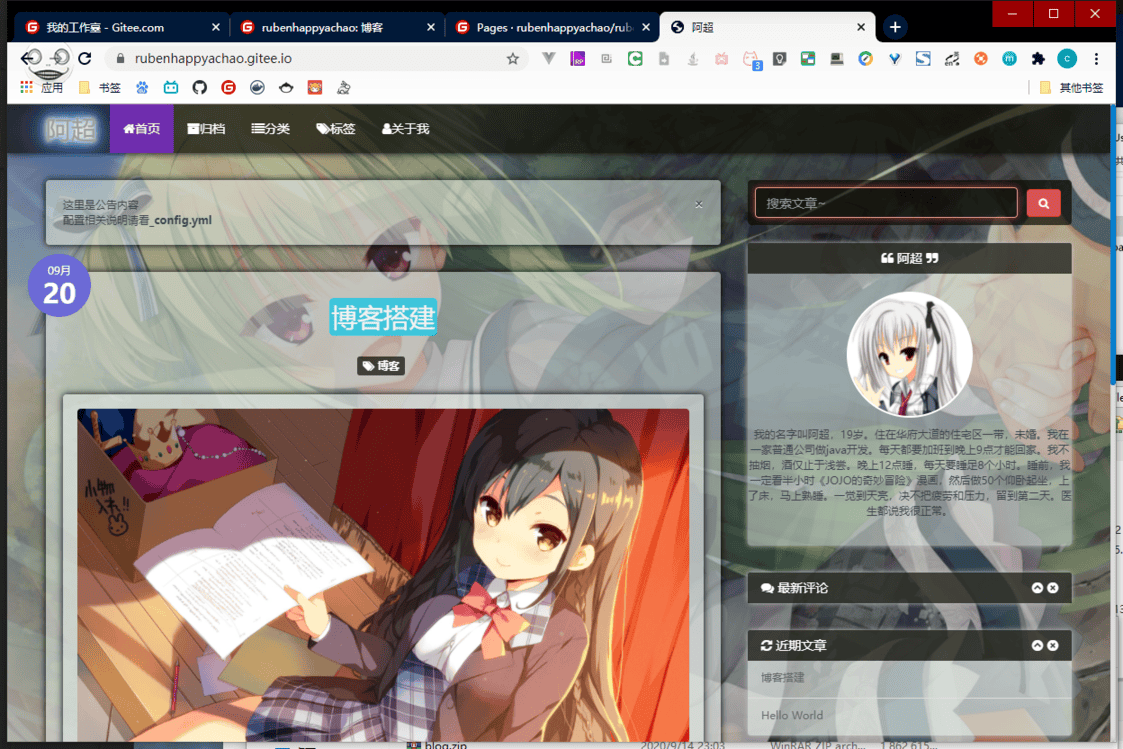 我的工作臺 - Gitee.com
rubenhappyachao: 博客
Pages · rubenhappyachao/rub
阿超
rubenhappyachao.gitee.io
应用
书签
其他书签
阿超
首页
归档
分类
标签
关于我
这里是公告内容
配置相关说明请看_config.yml
×
搜索文章~
09月
20
博客搭建
博客
小物
MAY
❝ 阿超 ❞
我的名字叫阿超，19岁。住在华府大道的住宅区一带，未婚。我在
一家普通公司做java开发。每天都要加班到晚上9点才能回家。我不
抽烟，酒仅止于浅尝。晚上12点睡，每天要睡足8个小时。睡前，我
一定看半小时《JOJO的奇妙冒险》漫画，然后做50个仰卧起坐，上
了床，马上熟睡。一觉到天亮，决不把疲劳和压力，留到第二天。医
生都说我很正常。
最新评论
近期文章
博客搭建
Hello World
blog.zip
2020/9/14 23:03
WinRAR ZIP arch...
1,862,615...